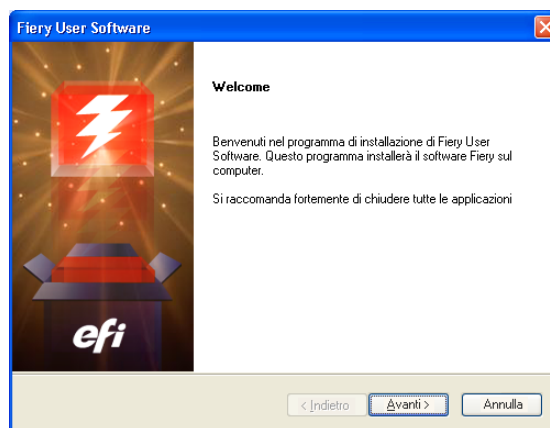 Fiery User Software
Welcome
Benvenuti nel programma di installazione di Fiery User
Software. Questo programma installerà il software Fiery sul
computer.
Si raccomanda fortemente di chiudere tutte le applicazioni
efi
< Indietro
Avanti >
Annulla